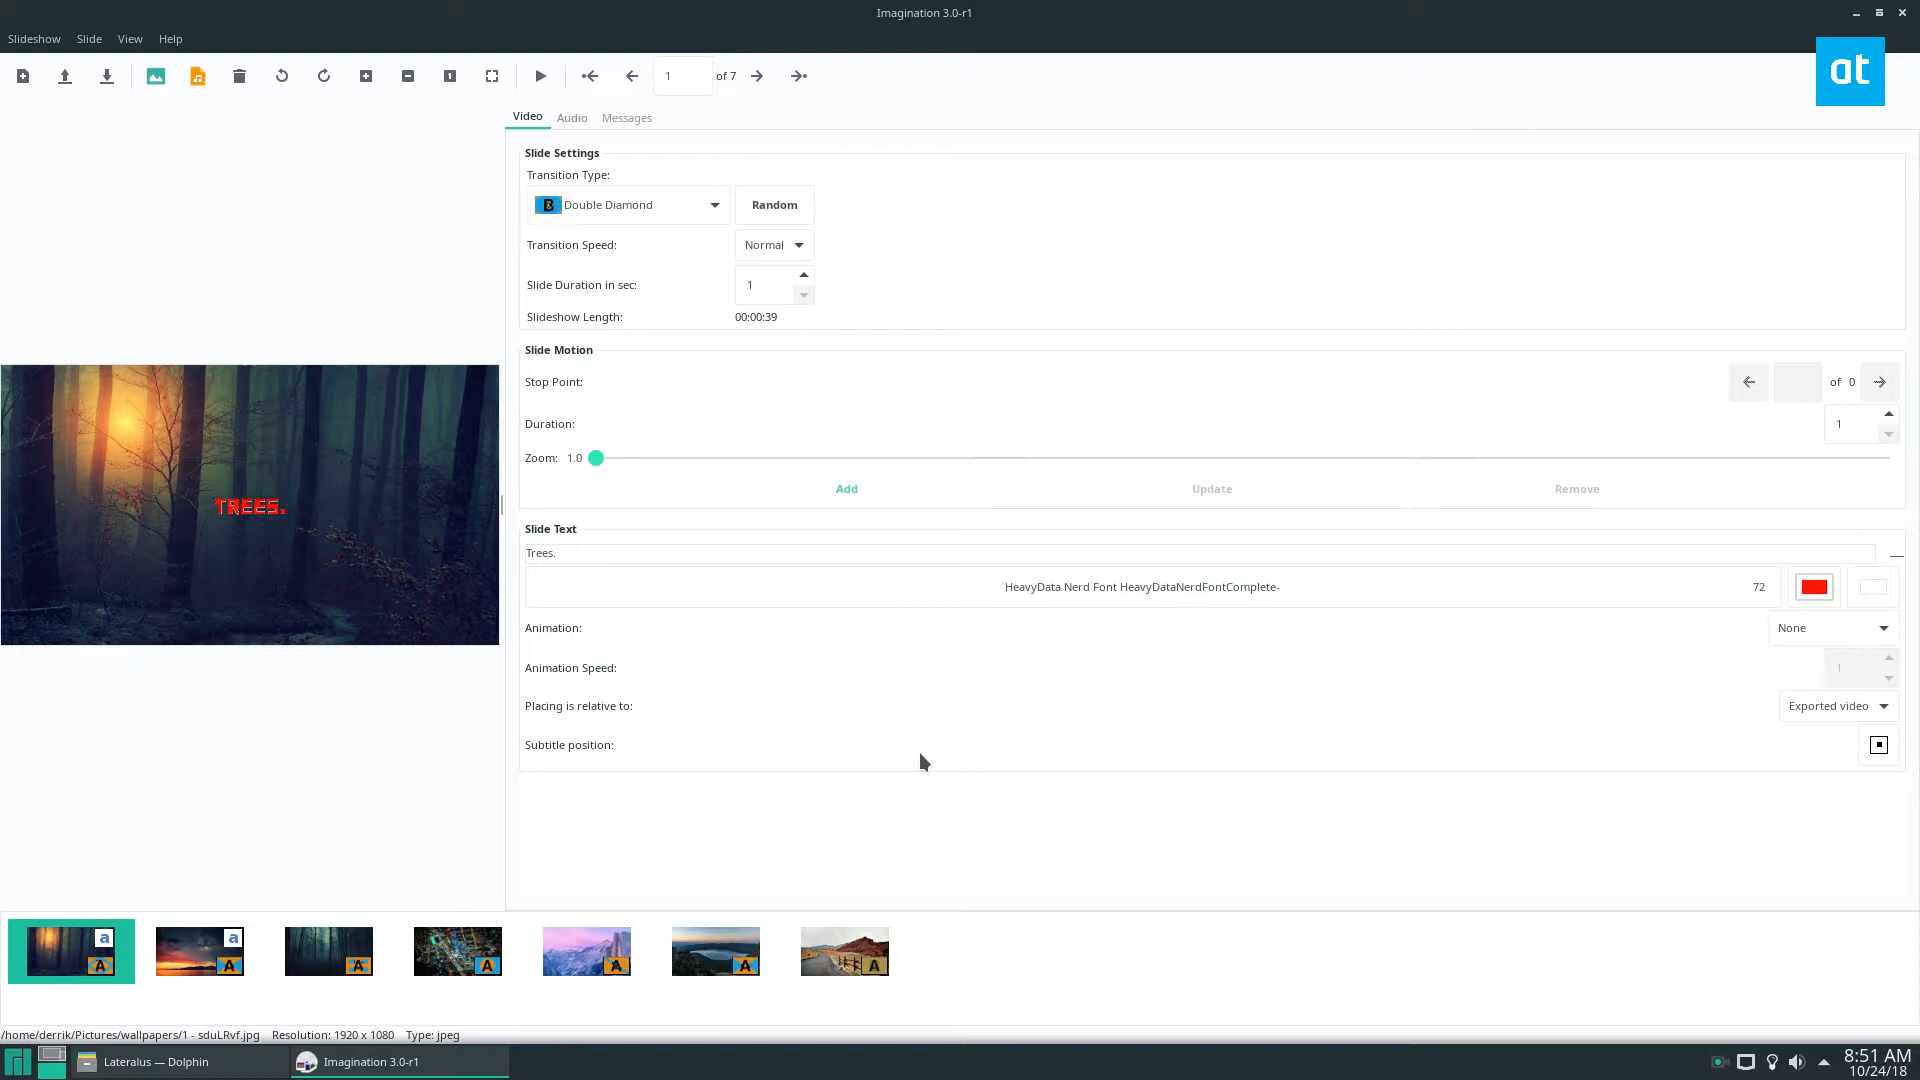 Imagination 3.0-r1
Slideshow Slide View Help
1 of 7
at
Video Audio Messages
Slide Settings
Transition Type:
Double Diamond Random
Transition Speed: Normal
Slide Duration in sec: 1
Slideshow Length: 00:00:39
Slide Motion
Stop Point: of 0
Duration: 1
Zoom: 1.0
Add Update Remove
TREES.
Slide Text
Trees.
HeavyData Nerd Font HeavyDataNerdFontComplete- 72
Animation: None
Animation Speed: 1
Placing is relative to: Exported video
Subtitle position:
a a
A A A A A A A
/home/derrik/Pictures/wallpapers/1 - sduLRvf.jpg Resolution: 1920 x 1080 Type: jpeg
Lateralus — Dolphin Imagination 3.0-r1 8:51 AM
10/24/18